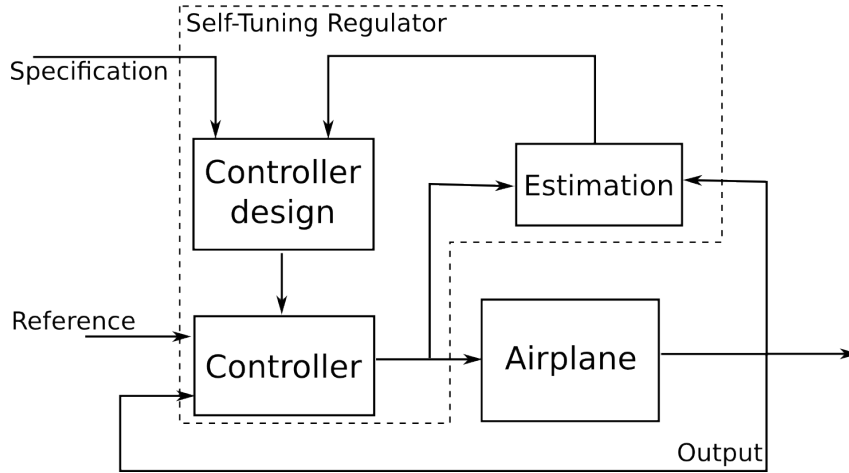 Self-Tuning Regulator
Specification
Controller
design
Estimation
Reference
Controller
Airplane
Output